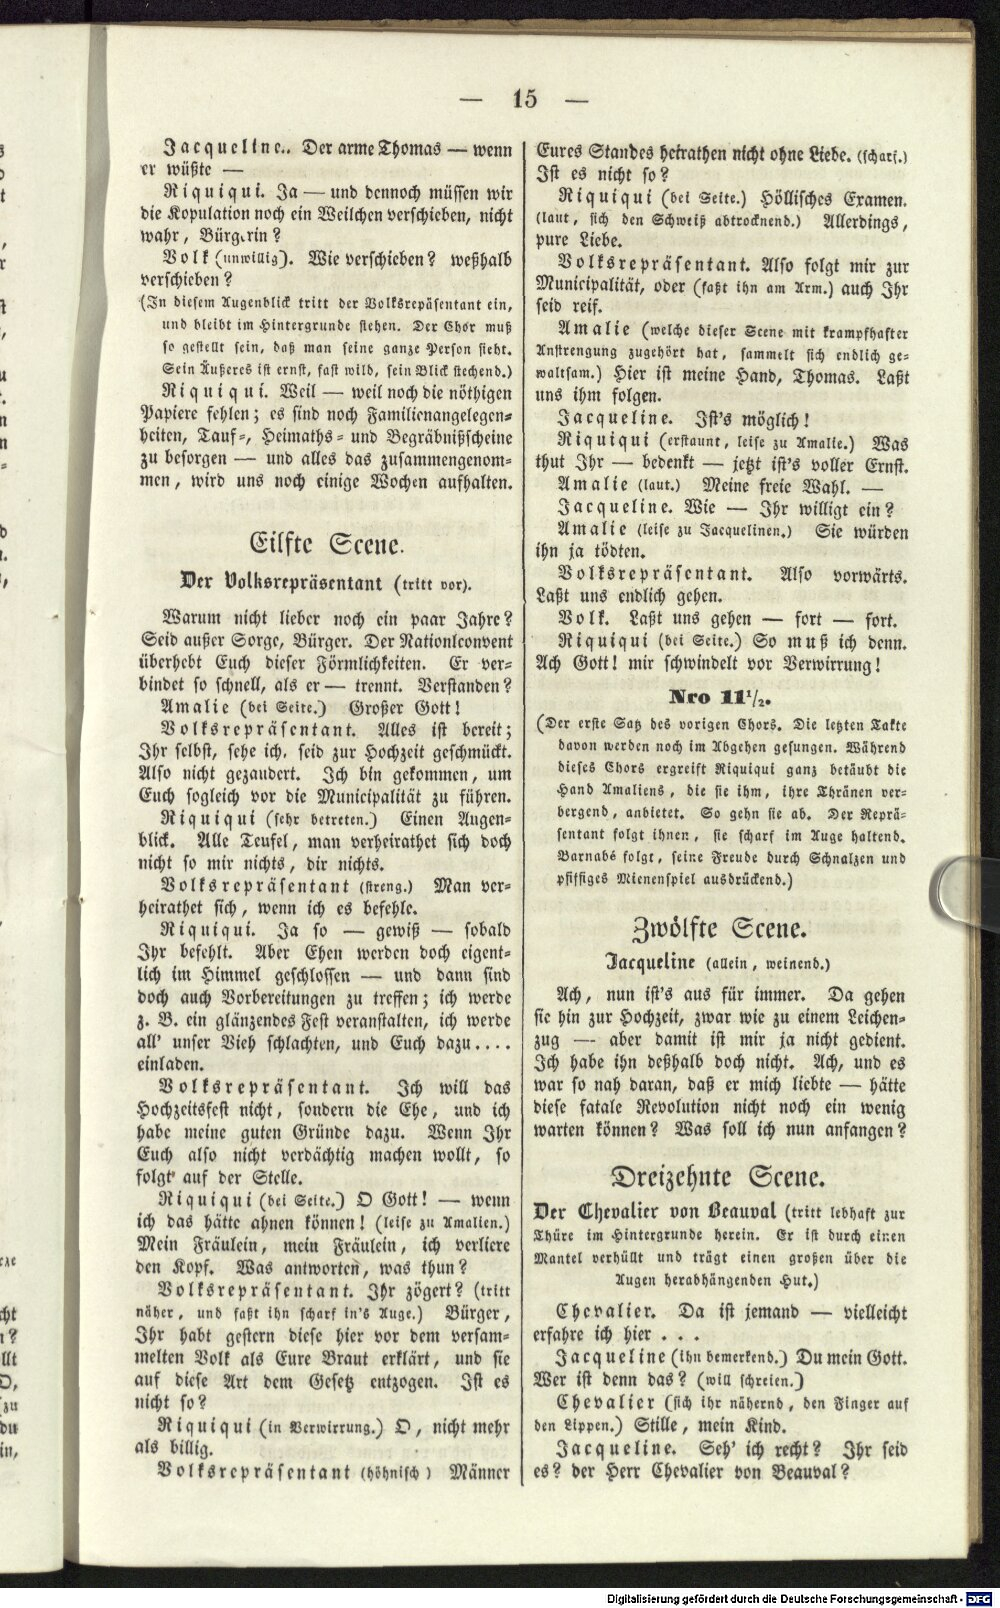 — 15 —
Jacqueline.. Der arme Thomas — wenn
er wüßte —
Riquiqui. Ja — und dennoch müssen wir
die Kopulation noch ein Weilchen verschieben, nicht
wahr, Bürgerin?
Volk (unwillig). Wie verschieben? weßhalb
verschieben?
(In diesem Augenblick tritt der Volksrepäsentant ein,
und bleibt im Hintergrunde stehen. Der Chor muß
so gestellt sein, daß man seine ganze Person sieht.
Sein Äußeres ist ernst, fast wild, sein Blick stechend.)
Riquiqui. Weil — weil noch die nöthigen
Papiere fehlen; es sind noch Familienangelegen=
heiten, Tauf=, Heimaths= und Begräbnißscheine
zu besorgen — und alles das zusammengenom=
men, wird uns noch einige Wochen aufhalten.
Eilfte Scene.
Der Volksrepräsentant (tritt vor).
Warum nicht lieber noch ein paar Jahre?
Seid außer Sorge, Bürger. Der Nationlconvent
überhebt Euch dieser Förmlichkeiten. Er ver=
bindet so schnell, als er — trennt. Verstanden?
Amalie (bei Seite.) Großer Gott!
Volksrepräsentant. Alles ist bereit;
Ihr selbst, sehe ich, seid zur Hochzeit geschmückt.
Also nicht gezaudert. Ich bin gekommen, um
Euch sogleich vor die Municipalität zu führen.
Riquiqui (sehr betreten.) Einen Augen=
blick. Alle Teufel, man verheirathet sich doch
nicht so mir nichts, dir nichts.
Volksrepräsentant (streng.) Man ver=
heirathet sich, wenn ich es befehle.
Riquiqui. Ja so — gewiß — sobald
Ihr befehlt. Aber Ehen werden doch eigent=
lich im Himmel geschlossen — und dann sind
doch auch Vorbereitungen zu treffen; ich werde
z. B. ein glänzendes Fest veranstalten, ich werde
all' unser Vieh schlachten, und Euch dazu....
einladen.
Volksrepräsentant. Ich will das
Hochzeitsfest nicht, sondern die Ehe, und ich
habe meine guten Gründe dazu. Wenn Ihr
Euch also nicht verdächtig machen wollt, so
folgt auf der Stelle.
Riquiqui (bei Seite.) O Gott! — wenn
ich das hätte ahnen können! (leise zu Amalien.)
Mein Fräulein, mein Fräulein, ich verliere
den Kopf. Was antworten, was thun?
Volksrepräsentant. Ihr zögert? (tritt
näher, und faßt ihn scharf in's Auge.) Bürger,
Ihr habt gestern diese hier vor dem versam=
melten Volk als Eure Braut erklärt, und sie
auf diese Art dem Gesetz entzogen. Ist es
nicht so?
Riquiqui (in Verwirrung.) O, nicht mehr
als billig.
Volksrepräsentant (höhnisch) Männer
Eures Standes heirathen nicht ohne Liebe. (scharf.)
Ist es nicht so?
Riquiqui (bei Seite.) Höllisches Examen.
(laut, sich den Schweiß abtrocknend.) Allerdings,
pure Liebe.
Volksrepräsentant. Also folgt mir zur
Municipalität, oder (faßt ihn am Arm.) auch Ihr
seid reif.
Amalie (welche dieser Scene mit krampfhafter
Anstrengung zugehört hat, sammelt sich endlich ge=
waltsam.) Hier ist meine Hand, Thomas. Laßt
uns ihm folgen.
Jacqueline. Ist's möglich!
Riquiqui (erstaunt, leise zu Amalie.) Was
thut Ihr — bedenkt — jetzt ist's voller Ernst.
Amalie (laut.) Meine freie Wahl. —
Jacqueline. Wie — Ihr willigt ein?
Amalie (leise zu Jacquelinen.) Sie würden
ihn ja tödten.
Volksrepräsentant. Also vorwärts.
Laßt uns endlich gehen.
Volk. Laßt uns gehen — fort — fort.
Riquiqui (bei Seite.) So muß ich denn.
Ach Gott! mir schwindelt vor Verwirrung!
Nro 11½.
(Der erste Satz des vorigen Chors. Die letzten Takte
davon werden noch im Abgehen gesungen. Während
dieses Chors ergreift Riquiqui ganz betäubt die
Hand Amaliens, die sie ihm, ihre Thränen ver=
bergend, anbietet. So gehn sie ab. Der Reprä=
sentant folgt ihnen, sie scharf im Auge haltend.
Barnabé folgt, seine Freude durch Schnalzen und
pfiffiges Mienenspiel ausdrückend.)
Zwölfte Scene.
Jacqueline (allein, weinend.)
Ach, nun ist's aus für immer. Da gehen
sie hin zur Hochzeit, zwar wie zu einem Leichen=
zug — aber damit ist mir ja nicht gedient.
Ich habe ihn deßhalb doch nicht. Ach, und es
war so nah daran, daß er mich liebte — hätte
diese fatale Revolution nicht noch ein wenig
warten können? Was soll ich nun anfangen?
Dreizehnte Scene.
Der Chevalier von Beauval (tritt lebhaft zur
Thüre im Hintergrunde herein. Er ist durch einen
Mantel verhüllt und trägt einen großen über die
Augen herabhängenden Hut.)
Chevalier. Da ist jemand — vielleicht
erfahre ich hier . . .
Jacqueline (ihn bemerkend.) Du mein Gott.
Wer ist denn das? (will schreien.)
Chevalier (sich ihr nähernd, den Finger auf
den Lippen.) Stille, mein Kind.
Jacqueline. Seh' ich recht? Ihr seid
es? der Herr Chevalier von Beauval?
Digitalisierung gefördert durch die Deutsche Forschungsgemeinschaft - DFG